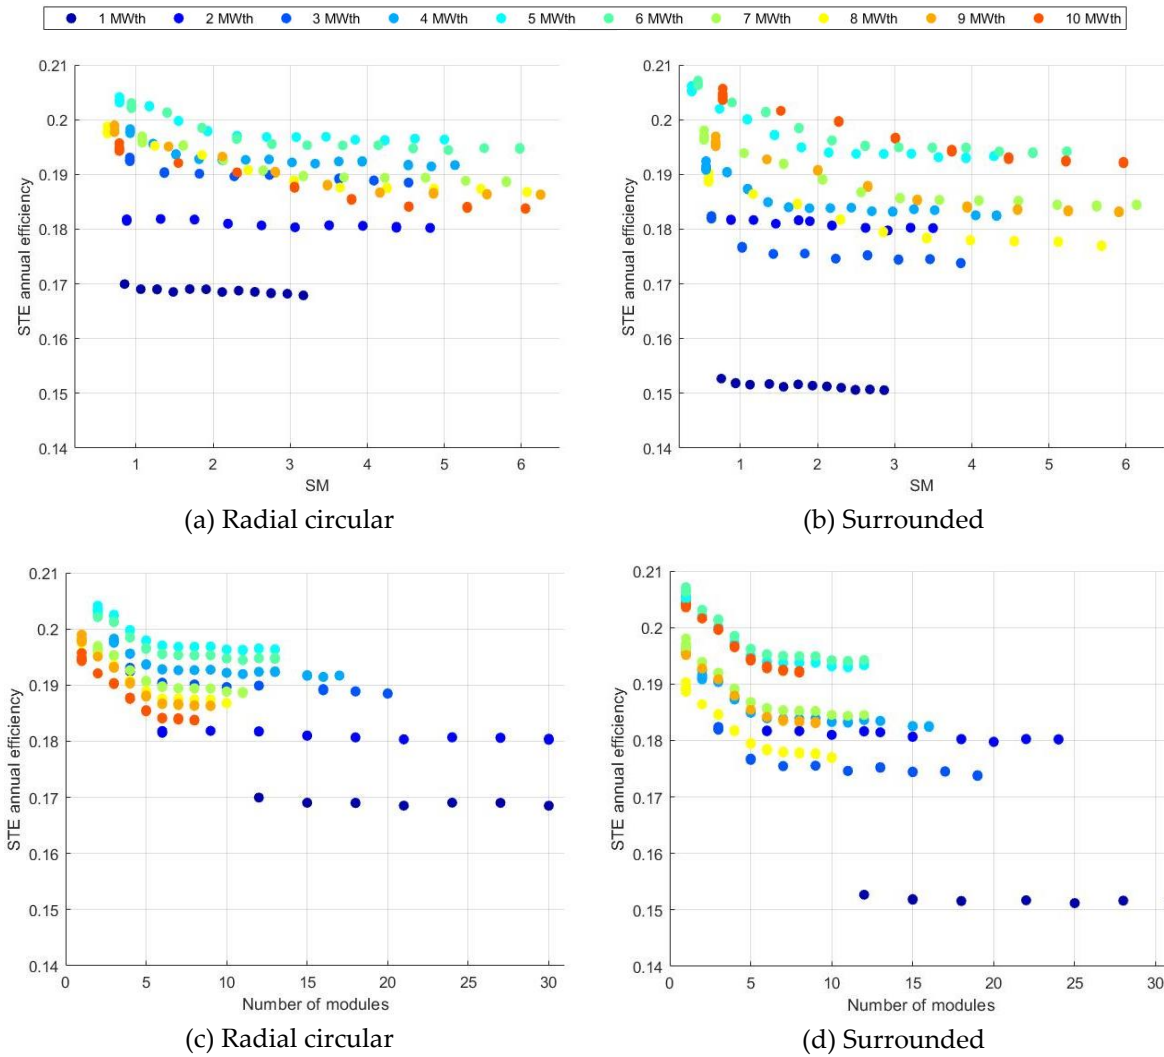 1 MWth 2 MWth 3 MWth 4 MWth 5 MWth 6 MWth 7 MWth 8 MWth 9 MWth 10 MWth
0.21
0.2
0.19
0.18
0.17
0.16
0.15
0.14
STE annual efficiency
1 2 3 4 5 6
SM
(a) Radial circular
0.21
0.2
0.19
0.18
0.17
0.16
0.15
0.14
STE annual efficiency
1 2 3 4 5 6
SM
(b) Surrounded
0.21
0.2
0.19
0.18
0.17
0.16
0.15
0.14
STE annual efficiency
0 5 10 15 20 25 30
Number of modules
(c) Radial circular
0.21
0.2
0.19
0.18
0.17
0.16
0.15
0.14
STE annual efficiency
0 5 10 15 20 25 30
Number of modules
(d) Surrounded